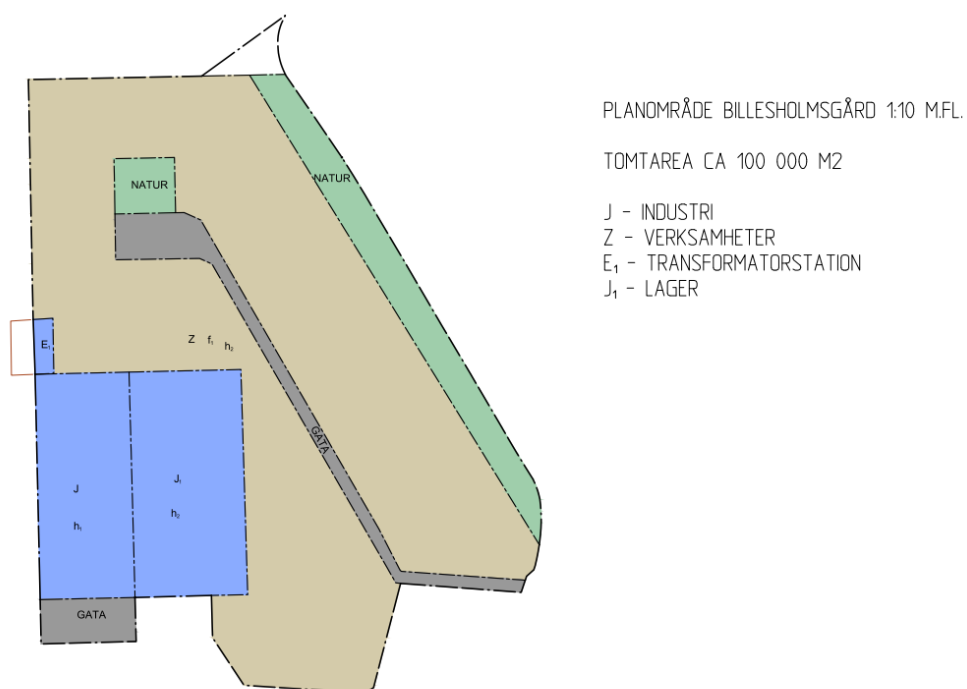 PLANOMRÅDE BILLESHOLMSGÅRD 1:10 M.FL.
TOMTAREA CA 100 000 M2
J - INDUSTRI
Z - VERKSAMHETER
E₁ - TRANSFORMATORSTATION
J₁ - LAGER
NATUR
NATUR
E₁
Z f₁ h₂
GATA
J
h₁
J₁
h₂
GATA